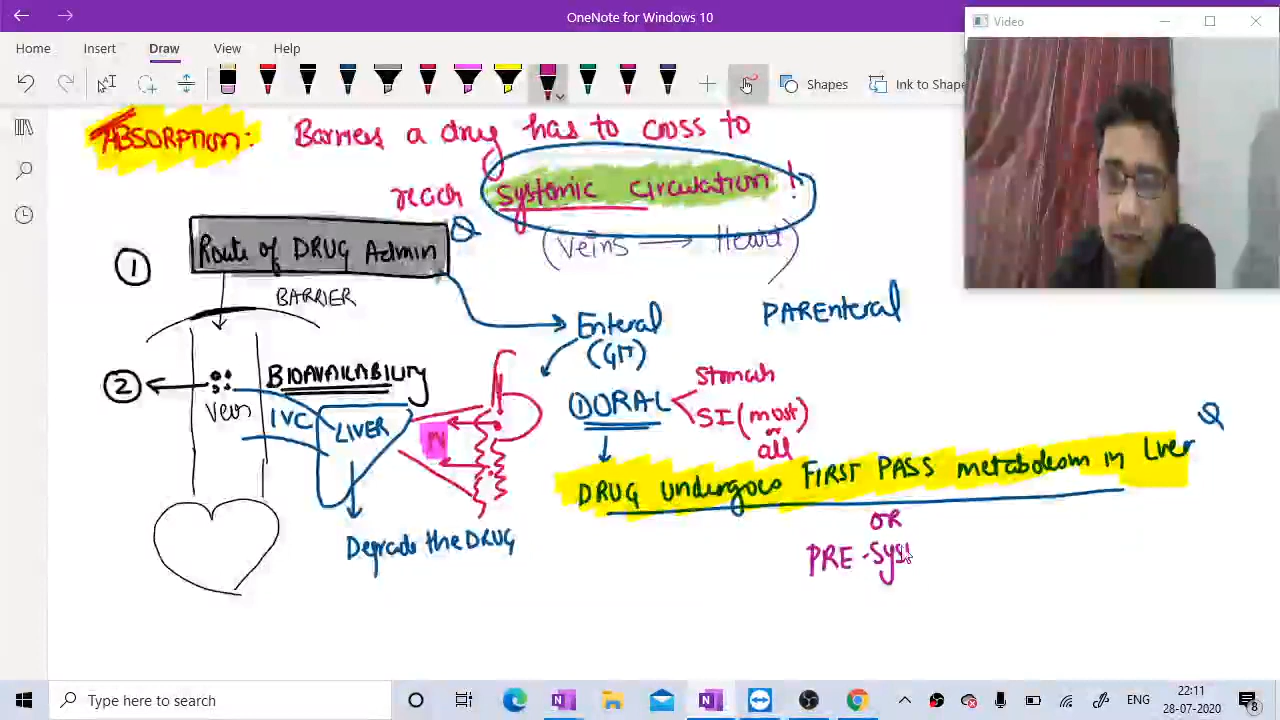 OneNote for Windows 10
Video
Home Insert Draw View Help
Shapes
Ink to Shape
ABSORPTION: Barriers a drug has to cross to
reach systemic circulation !
(Veins → Heart)
① Route of DRUG Admin
BARRIER
Enteral
(GIT)
PAREnteral
② BIOAVAILABILITY
Vein
IVC
LIVER
① ORAL
Stomach
SI (most
or
all
DRUG undergoes FIRST PASS metabolism in Liver
OR
PRE-Sys
Degrade the DRUG
Type here to search
ENG
22:11
28-07-2020
8